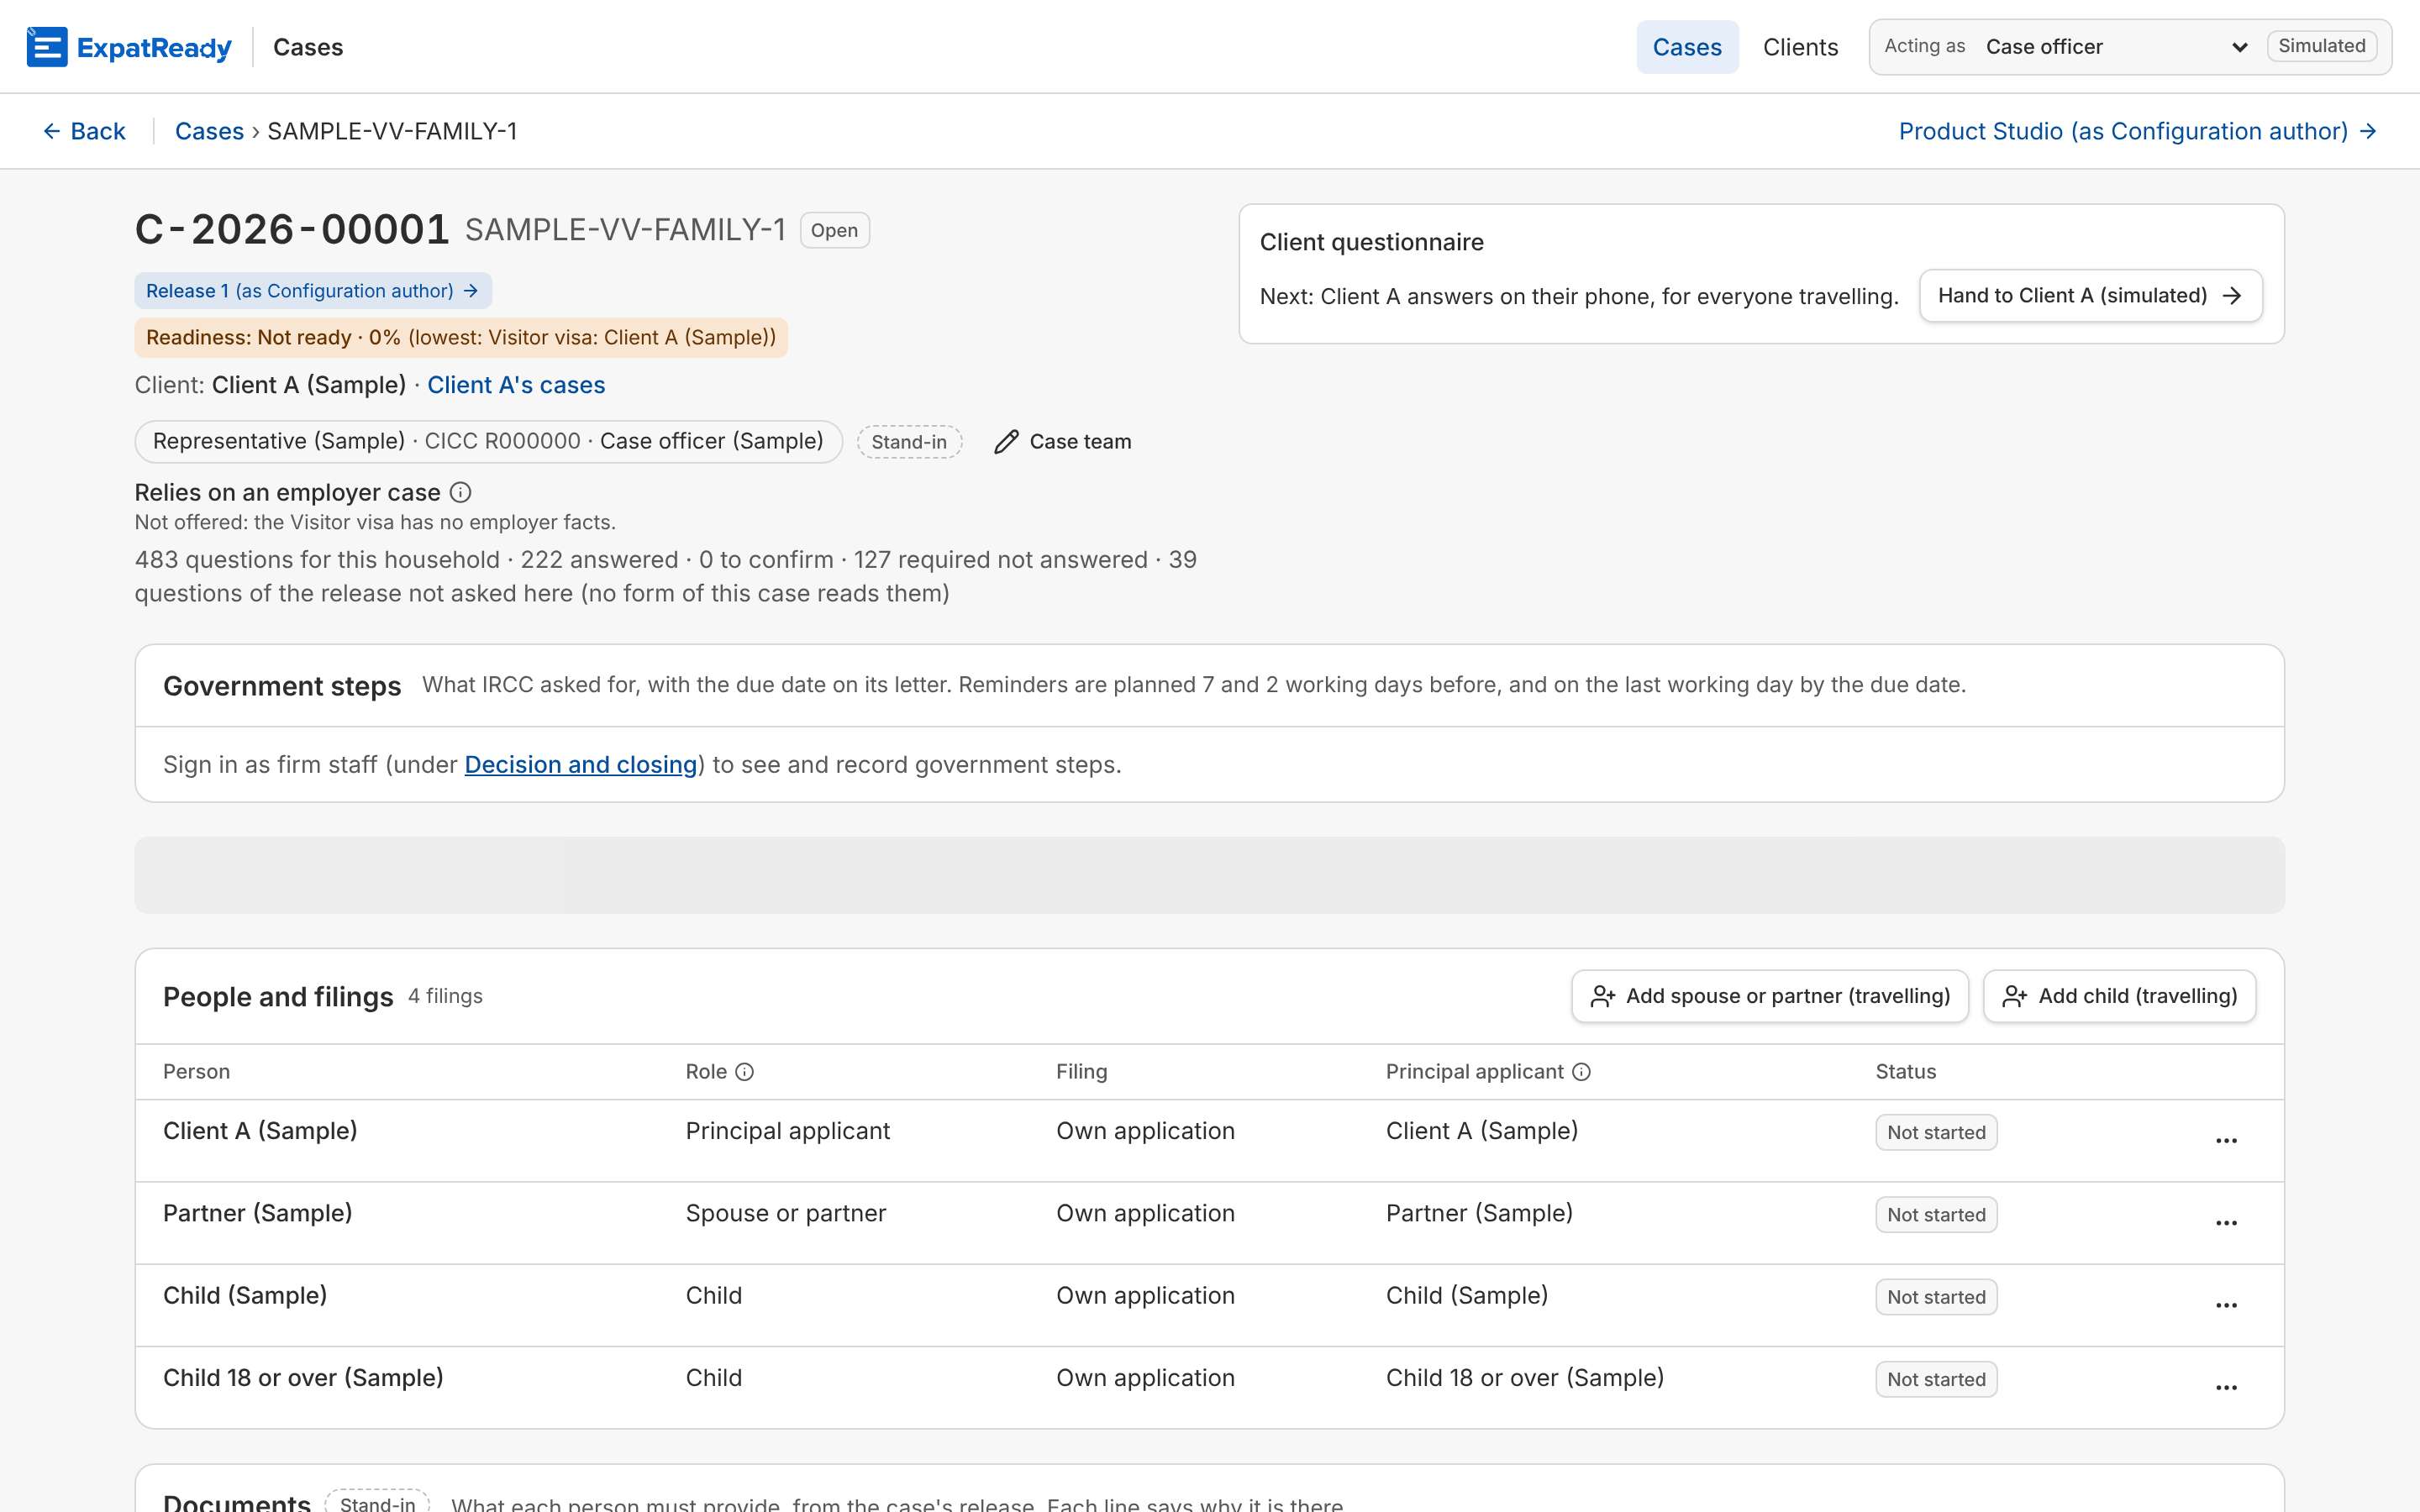 ExpatReady
Cases
Cases
Clients
Acting as
Case officer
Simulated
← Back
Cases › SAMPLE-VV-FAMILY-1
Product Studio (as Configuration author) →
C-2026-00001 SAMPLE-VV-FAMILY-1 Open
Release 1 (as Configuration author) →
Readiness: Not ready · 0% (lowest: Visitor visa: Client A (Sample))
Client: Client A (Sample) · Client A's cases
Representative (Sample) · CICC R000000 · Case officer (Sample) Stand-in Case team
Relies on an employer case
Not offered: the Visitor visa has no employer facts.
483 questions for this household · 222 answered · 0 to confirm · 127 required not answered · 39
questions of the release not asked here (no form of this case reads them)
Client questionnaire
Next: Client A answers on their phone, for everyone travelling. Hand to Client A (simulated) →
Government steps What IRCC asked for, with the due date on its letter. Reminders are planned 7 and 2 working days before, and on the last working day by the due date.
Sign in as firm staff (under Decision and closing) to see and record government steps.
People and filings 4 filings
Add spouse or partner (travelling)
Add child (travelling)
Person Role Filing Principal applicant Status
Client A (Sample) Principal applicant Own application Client A (Sample) Not started ...
Partner (Sample) Spouse or partner Own application Partner (Sample) Not started ...
Child (Sample) Child Own application Child (Sample) Not started ...
Child 18 or over (Sample) Child Own application Child 18 or over (Sample) Not started ...
Documents Stand-in What each person must provide, from the case's release. Each line says why it is there.